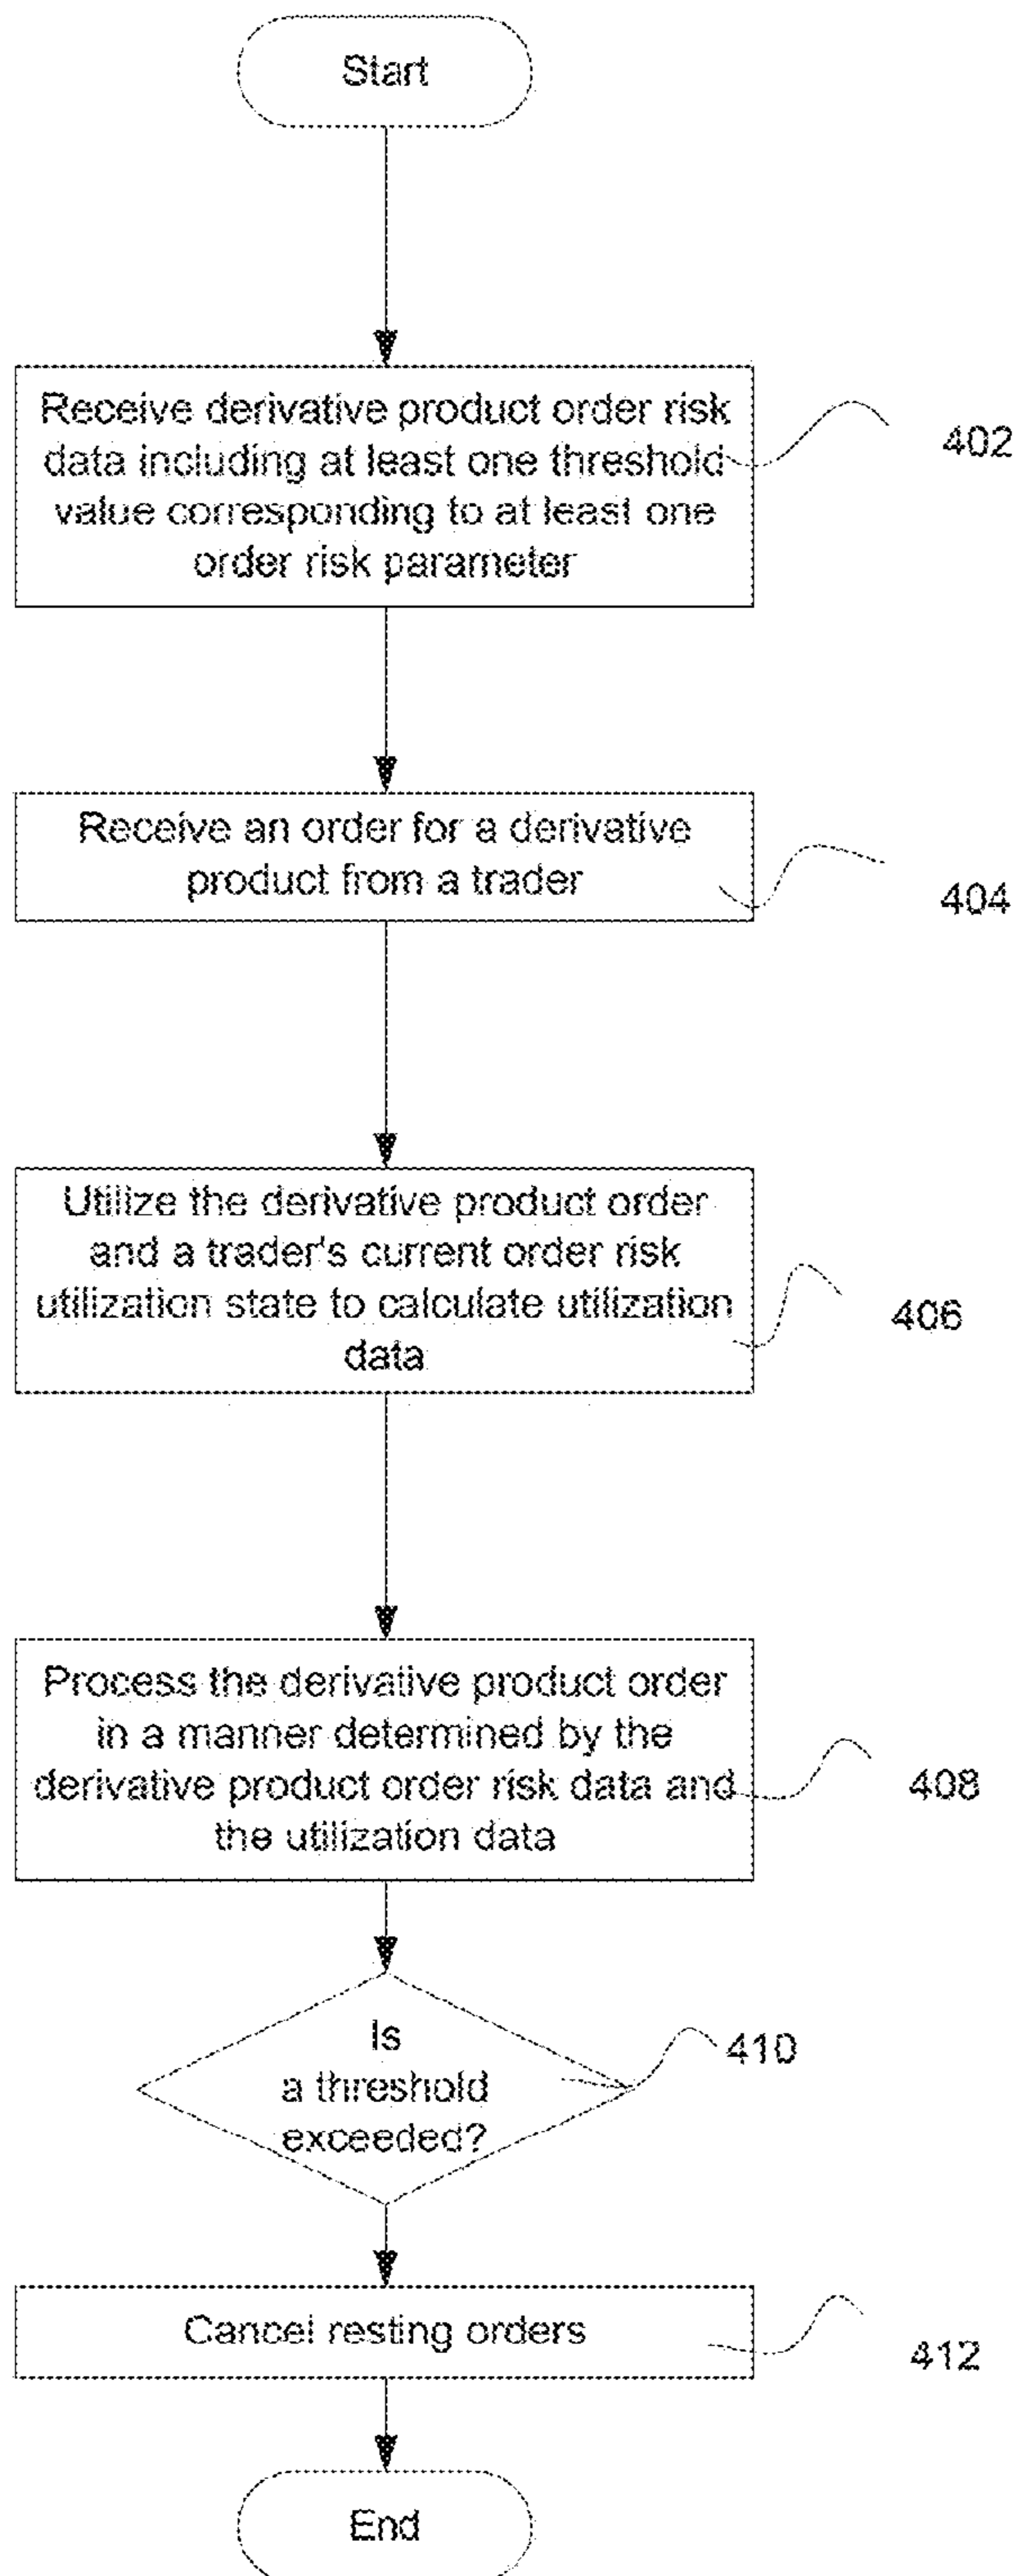 Start
Receive derivative product order risk
data including at least one threshold
value corresponding to at least one
order risk parameter
402
Receive an order for a derivative
product from a trader
404
Utilize the derivative product order
and a trader's current order risk
utilization state to calculate utilization
data
406
Process the derivative product order
in a manner determined by the
derivative product order risk data and
the utilization data
408
Is
a threshold
exceeded?
410
Cancel resting orders
412
End